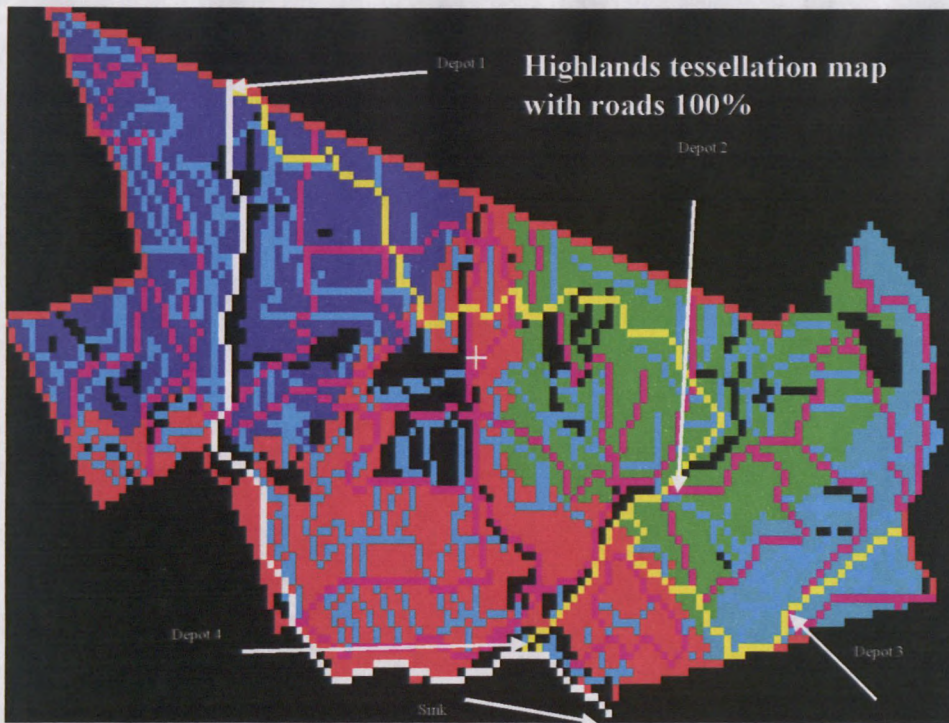 Depot 1
Highlands tessellation map
with roads 100%
Depot 2
Depot 4
Depot 3
Sink